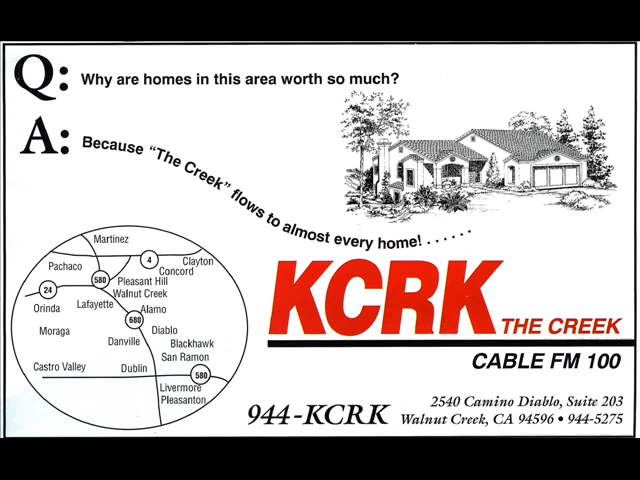 Q: Why are homes in this area worth so much?
A: Because "The Creek" flows to almost every home! . . . . . .
Martinez
4
Clayton
Pachaco
Concord
580
Pleasant Hill
24
Walnut Creek
Lafayette
Alamo
Orinda
680
Diablo
Moraga
Danville
Blackhawk
San Ramon
Castro Valley
Dublin
580
Livermore
Pleasanton
KCRK THE CREEK
CABLE FM 100
944-KCRK
2540 Camino Diablo, Suite 203
Walnut Creek, CA 94596 • 944-5275